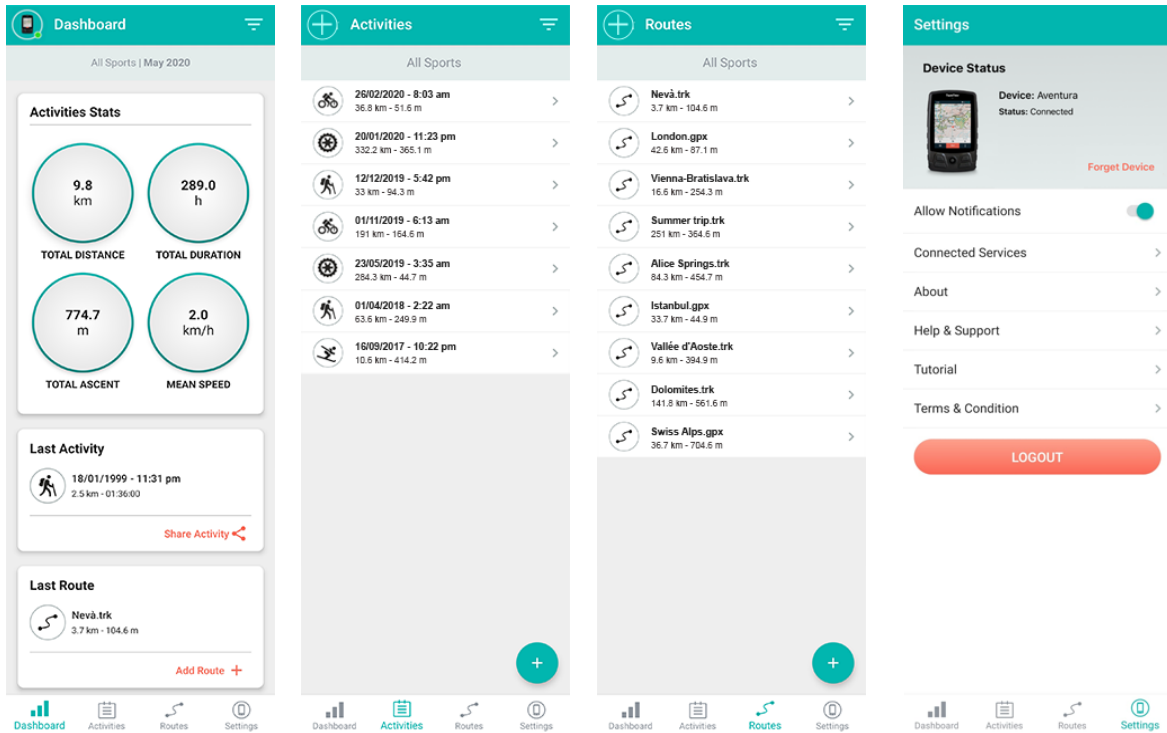 Dashboard
All Sports | May 2020
Activities Stats
9.8
km
TOTAL DISTANCE
289.0
h
TOTAL DURATION
774.7
m
TOTAL ASCENT
2.0
km/h
MEAN SPEED
Last Activity
18/01/1999 - 11:31 pm
2.5 km - 01:36:00
Share Activity
Last Route
Nevà.trk
3.7 km - 104.6 m
Add Route +
Dashboard
Activities
Routes
Settings
Activities
All Sports
26/02/2020 - 8:03 am
36.8 km - 51.6 m
20/01/2020 - 11:23 pm
332.2 km - 365.1 m
12/12/2019 - 5:42 pm
33 km - 94.3 m
01/11/2019 - 6:13 am
191 km - 164.6 m
23/05/2019 - 3:35 am
284.3 km - 44.7 m
01/04/2018 - 2:22 am
63.6 km - 249.9 m
16/09/2017 - 10:22 pm
10.6 km - 414.2 m
Dashboard
Activities
Routes
Settings
Routes
All Sports
Nevà.trk
3.7 km - 104.6 m
London.gpx
42.6 km - 87.1 m
Vienna-Bratislava.trk
16.6 km - 254.3 m
Summer trip.trk
251 km - 364.6 m
Alice Springs.trk
84.3 km - 454.7 m
Istanbul.gpx
33.7 km - 44.9 m
Vallée d'Aoste.trk
9.6 km - 394.9 m
Dolomites.trk
141.8 km - 561.6 m
Swiss Alps.gpx
36.7 km - 704.6 m
Dashboard
Activities
Routes
Settings
Settings
Device Status
Device: Aventura
Status: Connected
Forget Device
Allow Notifications
Connected Services
About
Help & Support
Tutorial
Terms & Condition
LOGOUT
Dashboard
Activities
Routes
Settings